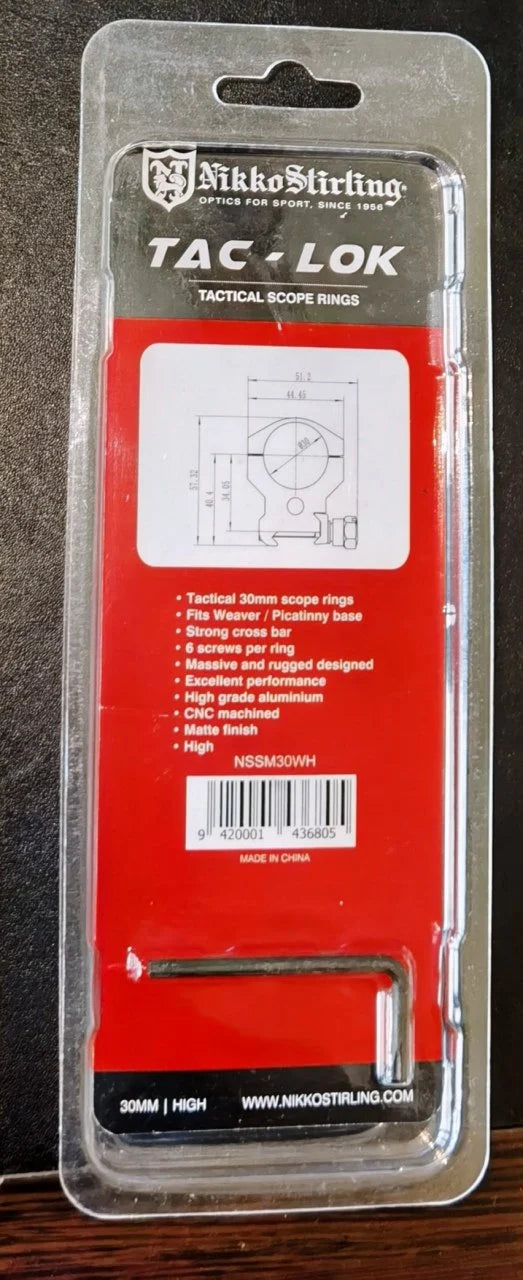 NikkoStirling
OPTICS FOR SPORT, SINCE 1956
TAC - LOK
TACTICAL SCOPE RINGS
51.2
44.45
Ø30
57.32
40.4
34.05
• Tactical 30mm scope rings
• Fits Weaver / Picatinny base
• Strong cross bar
• 6 screws per ring
• Massive and rugged designed
• Excellent performance
• High grade aluminium
• CNC machined
• Matte finish
• High
NSSM30WH
9 420001 436805
MADE IN CHINA
30MM | HIGH WWW.NIKKOSTIRLING.COM